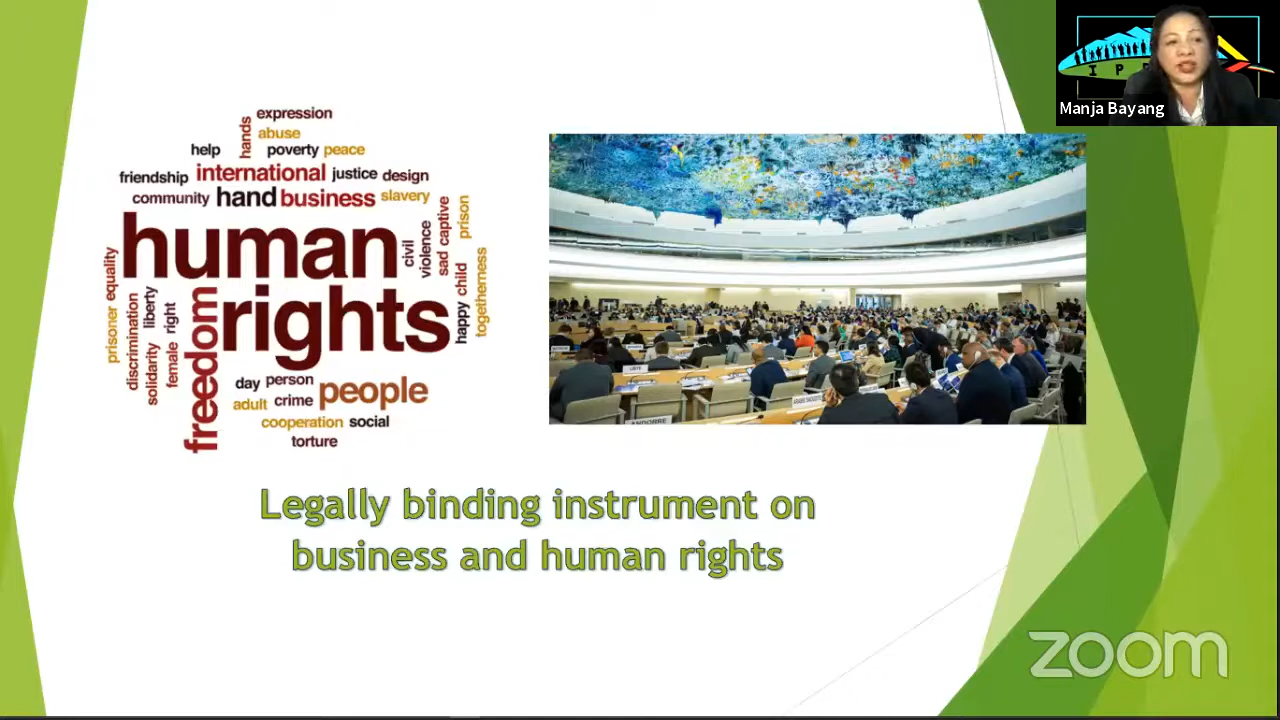 expression
hands
abuse
help
poverty peace
friendship international justice design
community hand business slavery
human
rights
civil
violence
sad captive
prison
happy child
togetherness
prisoner equality
discrimination
liberty
solidarity
female right
freedom
day person people
adult crime
cooperation social
torture
Legally binding instrument on
business and human rights
Manja Bayang
ANDORRE
zoom